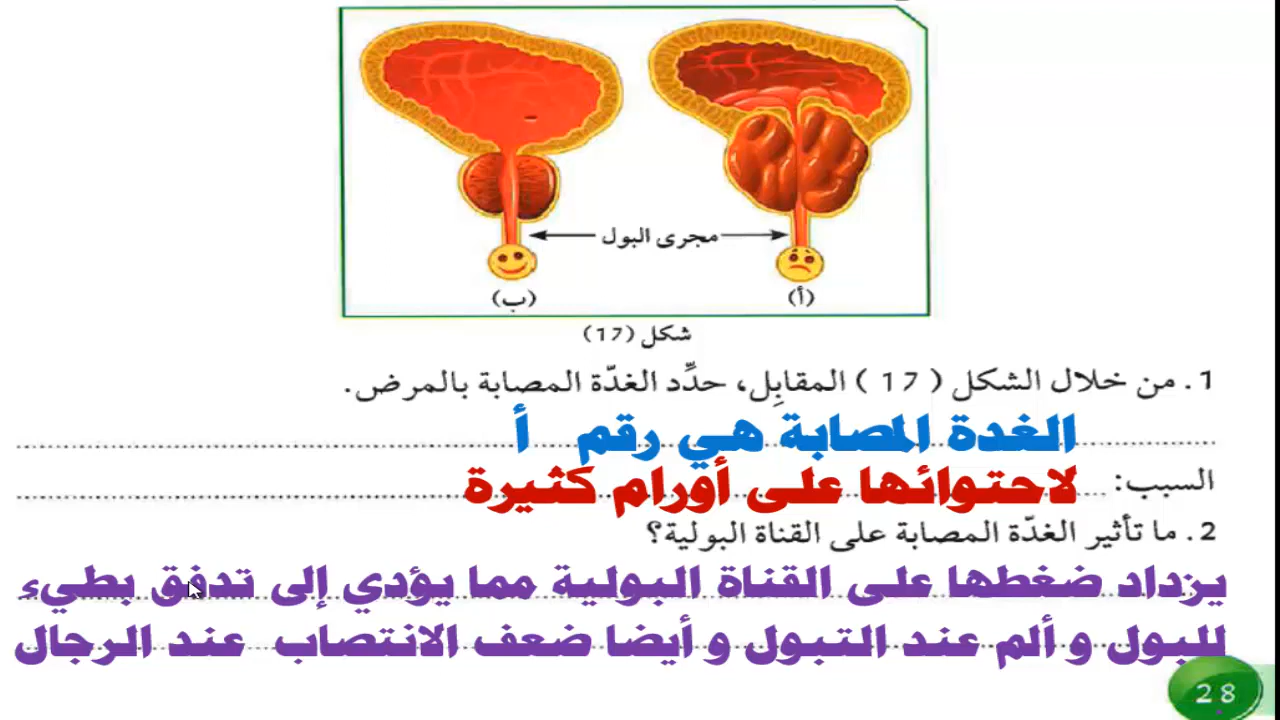 مجرى البول
(أ)
(ب)
شكل (17)
1. من خلال الشكل (17) المقابِل، حدِّد الغدّة المصابة بالمرض.
الغدة المصابة هي رقم أ
السبب: لاحتوائها على أورام كثيرة
2. ما تأثير الغدّة المصابة على القناة البولية؟
يزداد ضغطها على القناة البولية مما يؤدي إلى تدفق بطيء
للبول و ألم عند التبول و أيضا ضعف الانتصاب عند الرجال
28